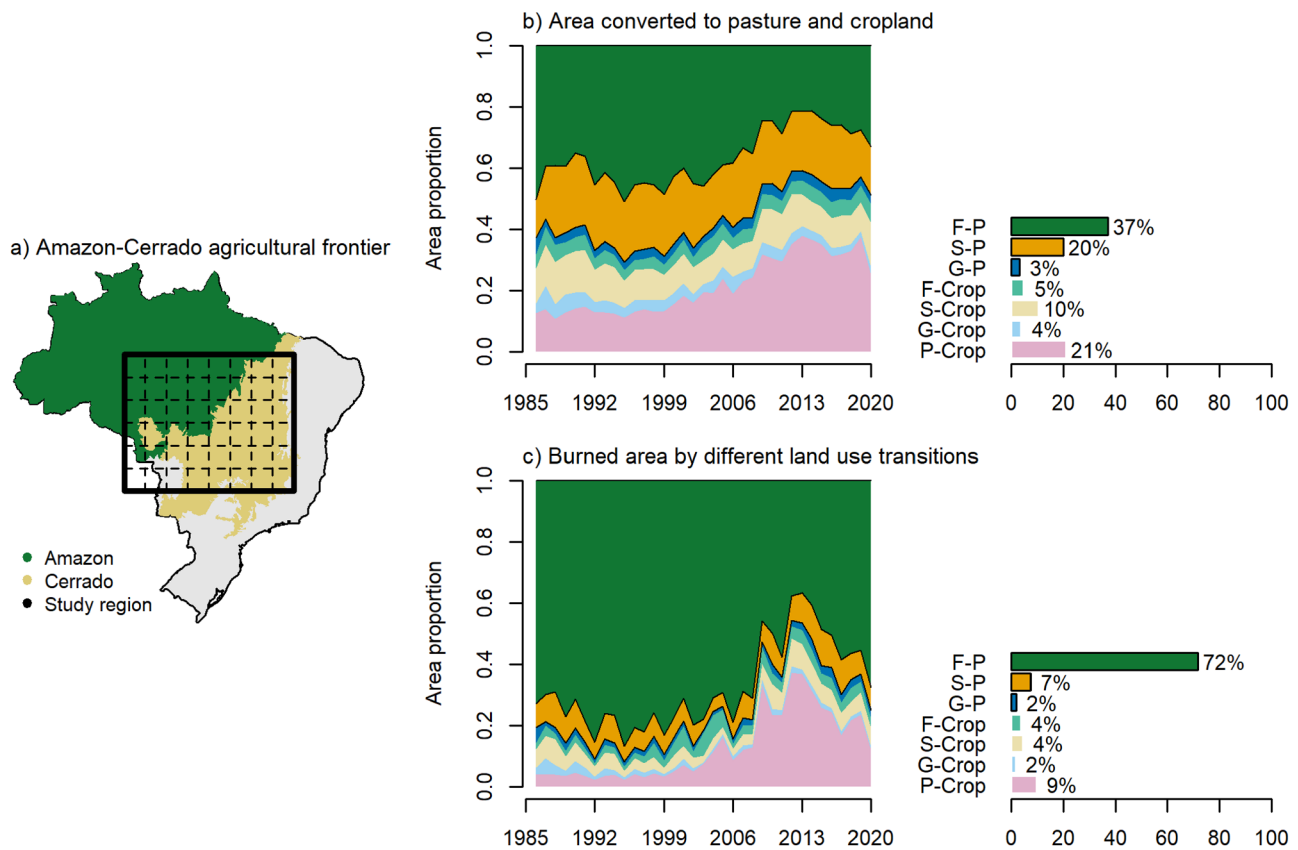 a) Amazon-Cerrado agricultural frontier
Amazon
Cerrado
Study region
b) Area converted to pasture and cropland
Area proportion
0.0 0.2 0.4 0.6 0.8 1.0
1985 1992 1999 2006 2013 2020
F-P 37%
S-P 20%
G-P 3%
F-Crop 5%
S-Crop 10%
G-Crop 4%
P-Crop 21%
0 20 40 60 80 100
c) Burned area by different land use transitions
Area proportion
0.0 0.2 0.4 0.6 0.8 1.0
1985 1992 1999 2006 2013 2020
F-P 72%
S-P 7%
G-P 2%
F-Crop 4%
S-Crop 4%
G-Crop 2%
P-Crop 9%
0 20 40 60 80 100